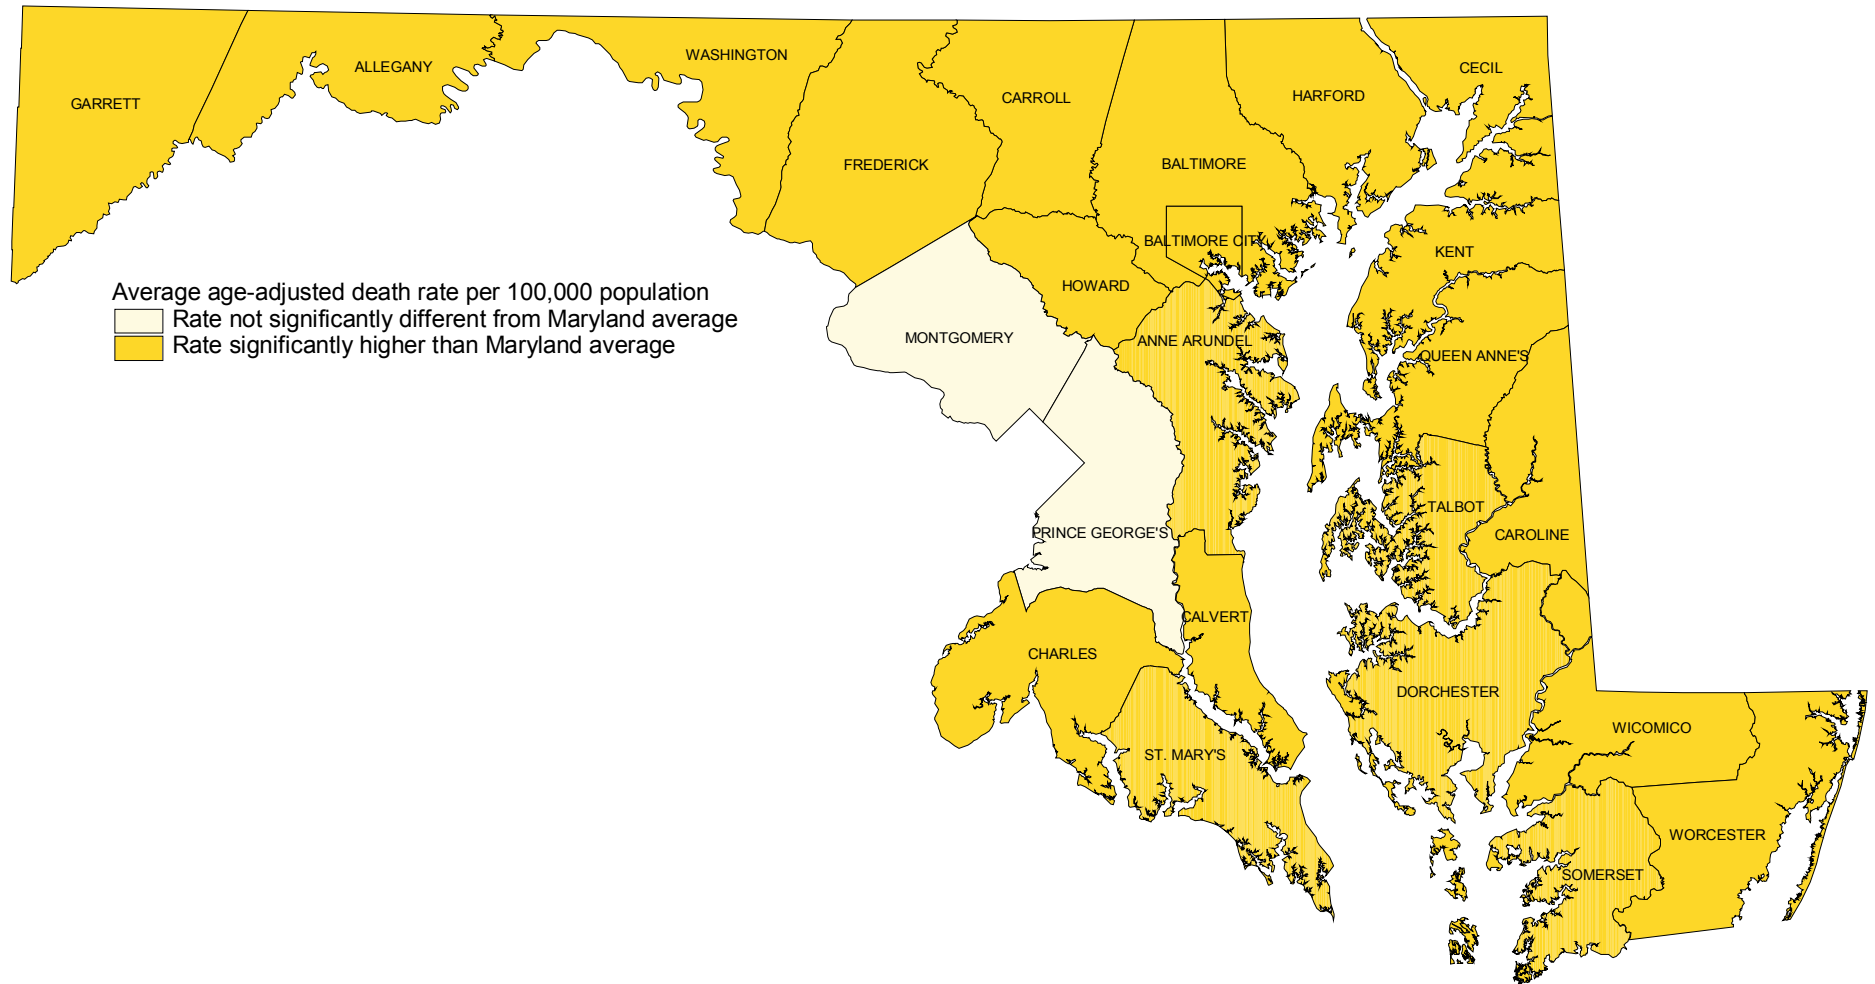 WASHINGTON
ALLEGANY
CECIL
GARRETT
CARROLL
HARFORD
FREDERICK
BALTIMORE
BALTIMORE CITY
KENT
HOWARD
Average age-adjusted death rate per 100,000 population
Rate not significantly different from Maryland average
Rate significantly higher than Maryland average
MONTGOMERY
ANNE ARUNDEL
QUEEN ANNE'S
TALBOT
PRINCE GEORGE'S
CAROLINE
CALVERT
CHARLES
DORCHESTER
WICOMICO
ST. MARY'S
WORCESTER
SOMERSET